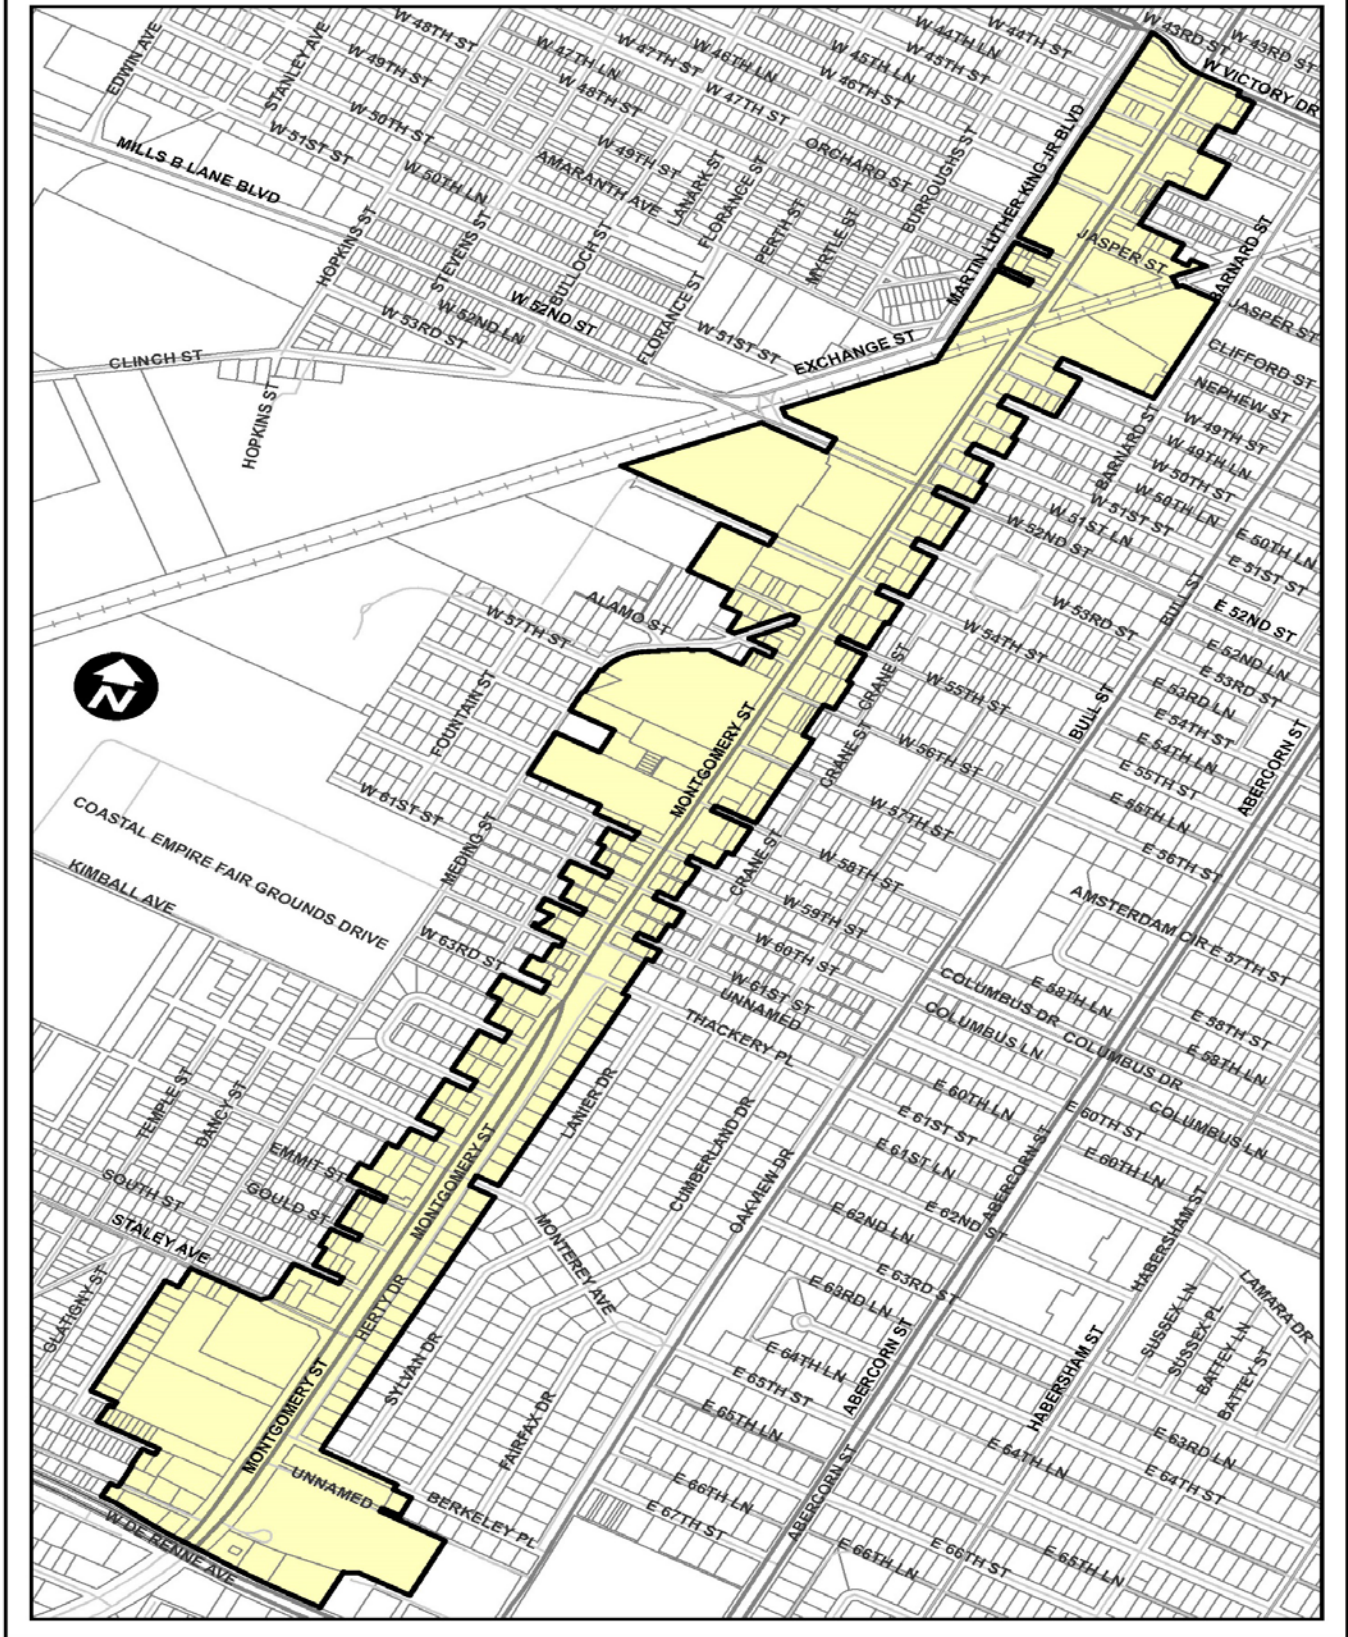 W 48TH ST
W 44TH LN
W 44TH ST
W 43RD ST
W 43RD ST
EDWIN AVE
STANLEY AVE
W 49TH ST
W 47TH LN
W 47TH ST
W 46TH LN
W 45TH LN
W 45TH ST
W VICTORY DR
W 48TH ST
W 46TH ST
W 47TH ST
W 50TH ST
W 51ST ST
MILLS B LANE BLVD
W 49TH ST
AMARANTH AVE
ORCHARD ST
LANARK ST
FLORANCE ST
BURROUGHS ST
MARTIN LUTHER KING JR BLVD
W 50TH LN
PERTH ST
MYRTLE ST
HOPKINS ST
STEVENS ST
BULLOCH ST
JASPER ST
BARNARD ST
W 52ND ST
W 52ND LN
W 53RD ST
FLORANCE ST
W 51ST ST
EXCHANGE ST
JASPER ST
CLINCH ST
CLIFFORD ST
NEPHEW ST
HOPKINS ST
W 49TH ST
W 49TH LN
BARNARD ST
W 50TH ST
W 50TH LN
W 51ST ST
W 51ST LN
W 52ND ST
E 50TH LN
E 51ST ST
ALAMO ST
W 57TH ST
W 53RD ST
BULL ST
E 52ND ST
W 54TH ST
E 52ND LN
E 53RD ST
N
CRANE ST
W 55TH ST
E 53RD LN
FOUNTAIN ST
BULL ST
E 54TH ST
MONTGOMERY ST
CRANE ST
W 56TH ST
E 54TH LN
ABERCORN ST
E 55TH ST
W 61ST ST
W 57TH ST
E 55TH LN
COASTAL EMPIRE FAIR GROUNDS DRIVE
MEDING ST
CRANE ST
W 58TH ST
E 56TH ST
KIMBALL AVE
W 59TH ST
AMSTERDAM CIR
E 57TH ST
W 63RD ST
W 60TH ST
W 61ST ST
UNNAMED
COLUMBUS DR
E 58TH LN
THACKERY PL
COLUMBUS LN
COLUMBUS DR
E 58TH ST
E 58TH LN
TEMPLE ST
DANCY ST
LANIER DR
CUMBERLAND DR
E 60TH LN
E 60TH ST
COLUMBUS LN
E 61ST ST
EMMIT ST
MONTGOMERY ST
OAKVIEW DR
E 61ST LN
ABERCORN ST
E 60TH LN
SOUTH ST
GOULD ST
STALEY AVE
MONTEREY AVE
E 62ND LN
E 62ND ST
HABERSHAM ST
GLATIGNY ST
HERTY DR
E 63RD ST
E 63RD LN
SUSSEX LN
SUSSEX PL
LAMARA DR
SYLVAN DR
E 64TH LN
ABERCORN ST
HABERSHAM ST
BATTEY LN
BATTEY ST
E 65TH ST
MONTGOMERY ST
FAIRFAX DR
E 65TH LN
E 63RD LN
E 64TH LN
E 64TH ST
UNNAMED
BERKELEY PL
E 66TH LN
ABERCORN ST
E 67TH ST
W DE RENNE AVE
E 66TH LN
E 66TH ST
E 65TH LN